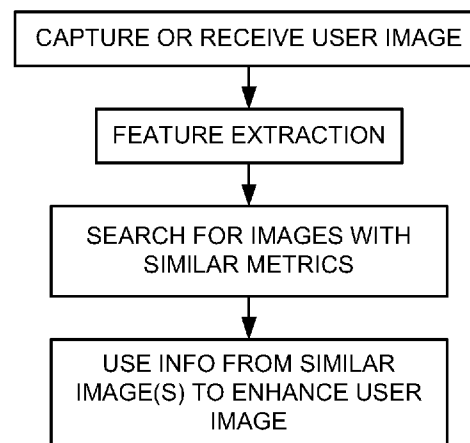 CAPTURE OR RECEIVE USER IMAGE
FEATURE EXTRACTION
SEARCH FOR IMAGES WITH
SIMILAR METRICS
USE INFO FROM SIMILAR
IMAGE(S) TO ENHANCE USER
IMAGE